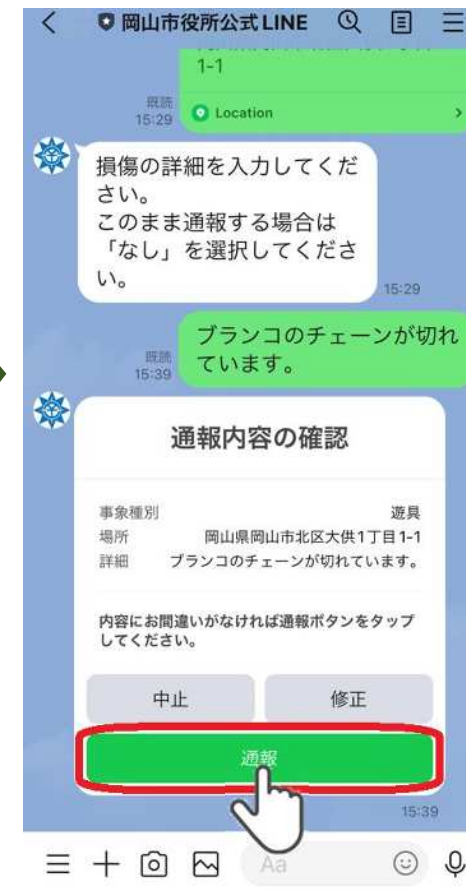 岡山市役所公式LINE
1-1
既読
15:29
Location
損傷の詳細を入力してくだ
さい。
このまま通報する場合は
「なし」を選択してくださ
い。
15:29
ブランコのチェーンが切れ
ています。
既読
15:39
通報内容の確認
事象種別 遊具
場所 岡山県岡山市北区大供1丁目1-1
詳細 ブランコのチェーンが切れています。
内容にお間違いがなければ通報ボタンをタップ
してください。
中止 修正
通報
15:39
Aa